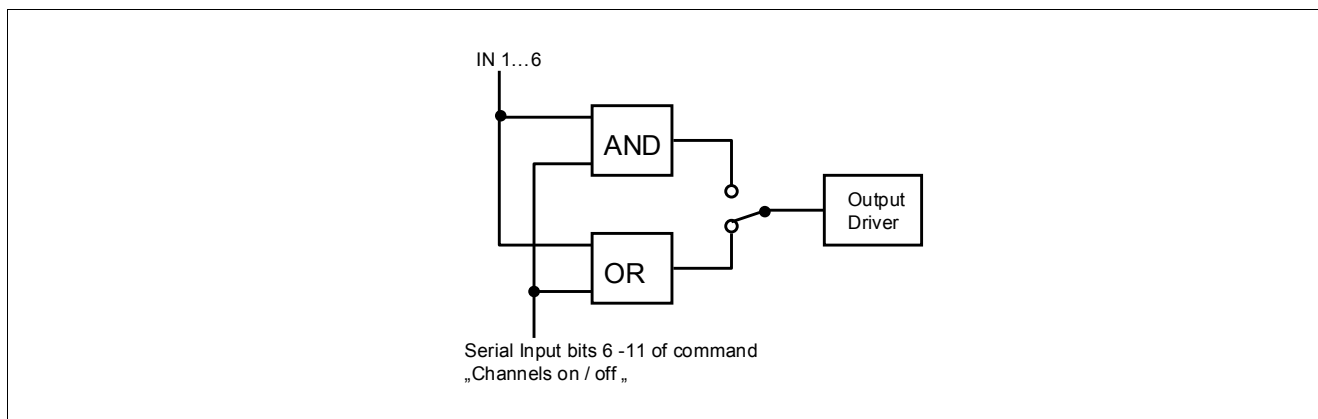 IN 1...6
AND
Output
Driver
OR
Serial Input bits 6 -11 of command
„Channels on / off „